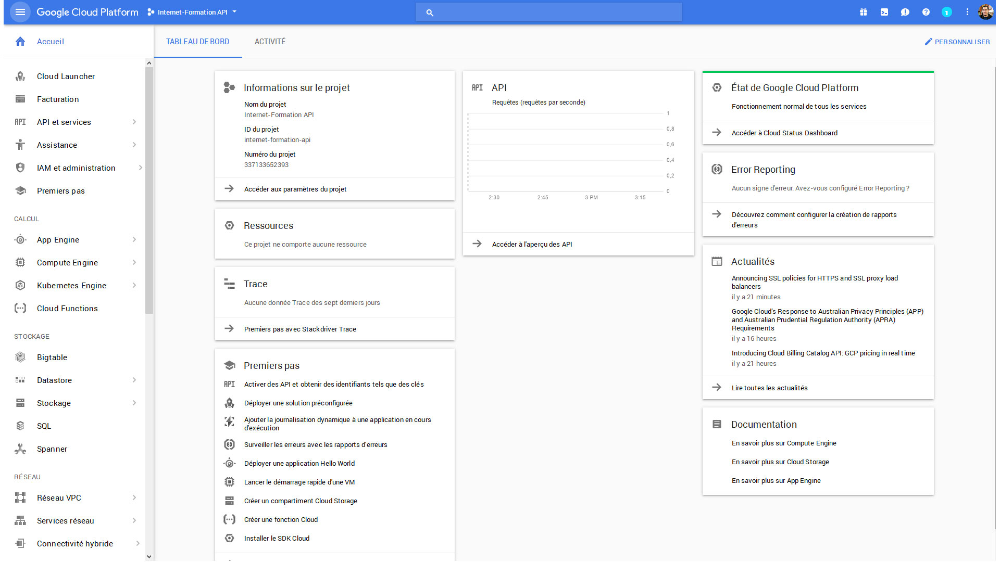 Google Cloud Platform
Internet-Formation API
1
Accueil
TABLEAU DE BORD
ACTIVITÉ
PERSONNALISER
Cloud Launcher
Facturation
API
API et services
Assistance
IAM et administration
Premiers pas
CALCUL
App Engine
Compute Engine
Kubernetes Engine
Cloud Functions
STOCKAGE
Bigtable
Datastore
Stockage
SQL
Spanner
RÉSEAU
Réseau VPC
Services réseau
Connectivité hybride
Informations sur le projet
Nom du projet
Internet-Formation API
ID du projet
internet-formation-api
Numéro du projet
337133652393
Accéder aux paramètres du projet
Ressources
Ce projet ne comporte aucune ressource
Trace
Aucune donnée Trace des sept derniers jours
Premiers pas avec Stackdriver Trace
Premiers pas
API
Activer des API et obtenir des identifiants tels que des clés
Déployer une solution préconfigurée
Ajouter la journalisation dynamique à une application en cours
d'exécution
Surveiller les erreurs avec les rapports d'erreurs
Déployer une application Hello World
Lancer le démarrage rapide d'une VM
Créer un compartiment Cloud Storage
Créer une fonction Cloud
Installer le SDK Cloud
API
API
Requêtes (requêtes par seconde)
1
0,8
0,6
0,4
0,2
0
2:30 2:45 3 PM 3:15
Accéder à l'aperçu des API
État de Google Cloud Platform
Fonctionnement normal de tous les services
Accéder à Cloud Status Dashboard
Error Reporting
Aucun signe d'erreur. Avez-vous configuré Error Reporting ?
Découvrez comment configurer la création de rapports
d'erreurs
Actualités
Announcing SSL policies for HTTPS and SSL proxy load
balancers
il y a 21 minutes
Google Cloud's Response to Australian Privacy Principles (APP)
and Australian Prudential Regulation Authority (APRA)
Requirements
il y a 16 heures
Introducing Cloud Billing Catalog API: GCP pricing in real time
il y a 21 heures
Lire toutes les actualités
Documentation
En savoir plus sur Compute Engine
En savoir plus sur Cloud Storage
En savoir plus sur App Engine